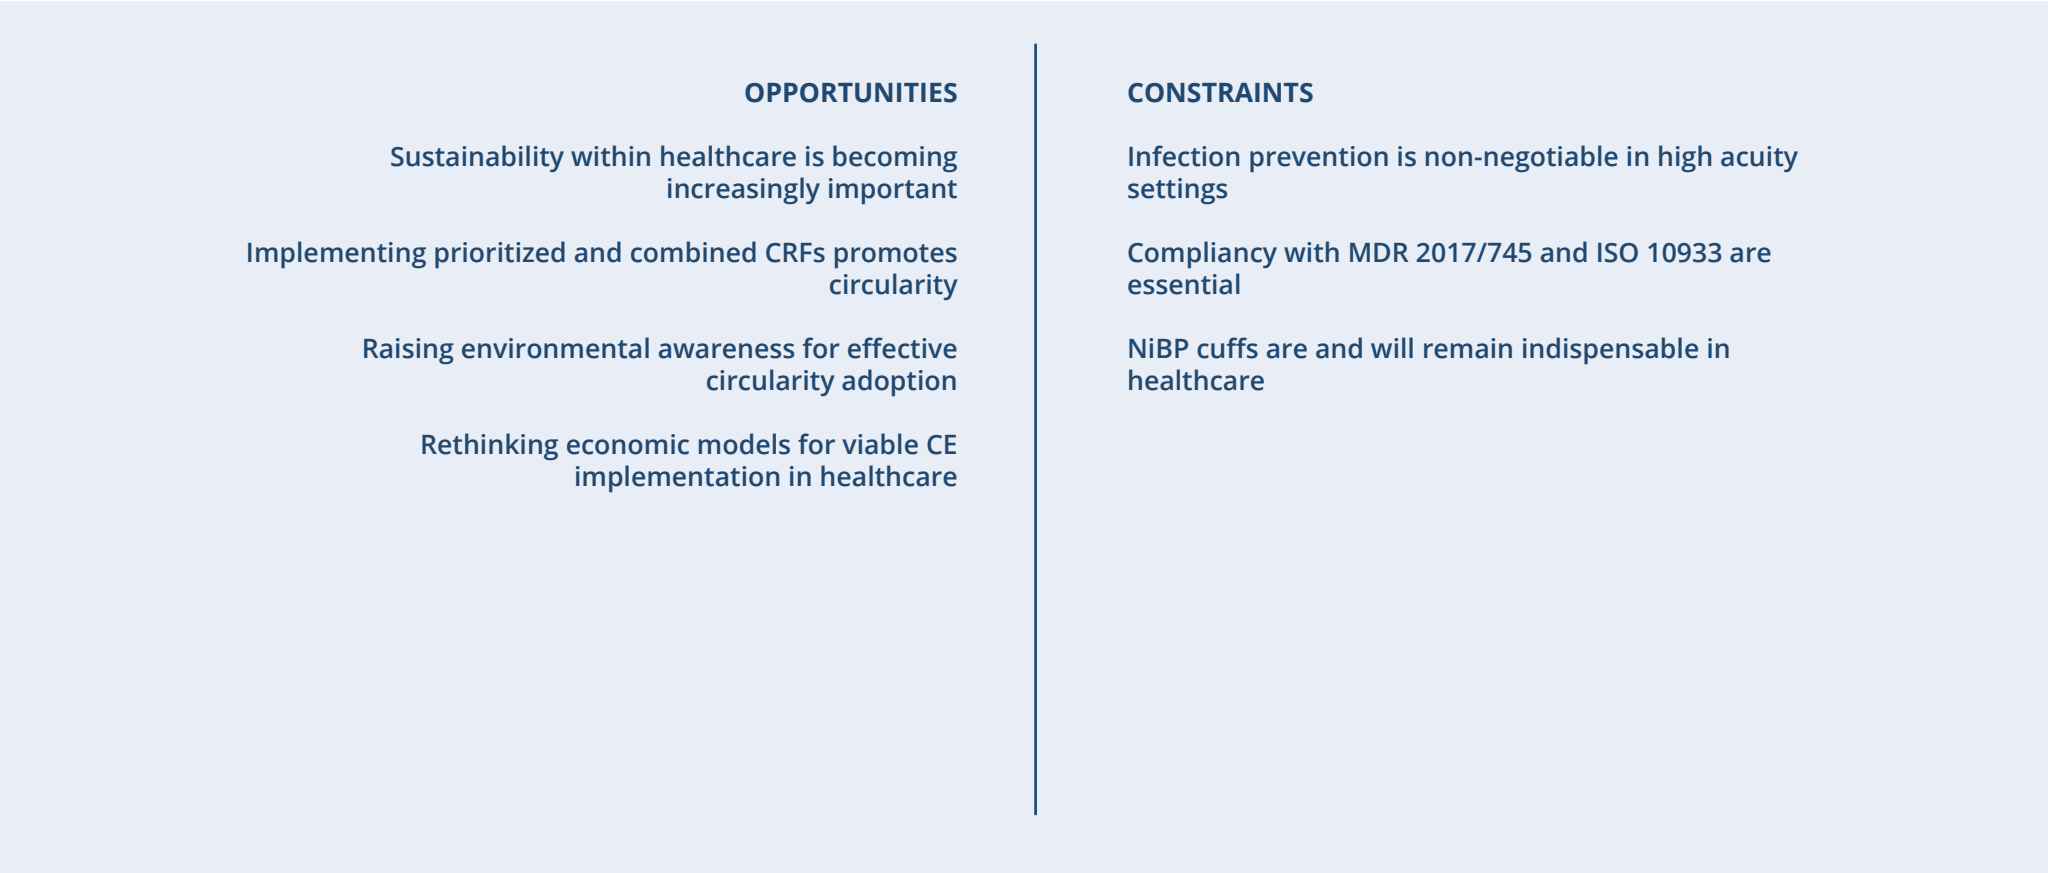 OPPORTUNITIES
Sustainability within healthcare is becoming
increasingly important
Implementing prioritized and combined CRFs promotes
circularity
Raising environmental awareness for effective
circularity adoption
Rethinking economic models for viable CE
implementation in healthcare
CONSTRAINTS
Infection prevention is non-negotiable in high acuity
settings
Compliancy with MDR 2017/745 and ISO 10933 are
essential
NiBP cuffs are and will remain indispensable in
healthcare